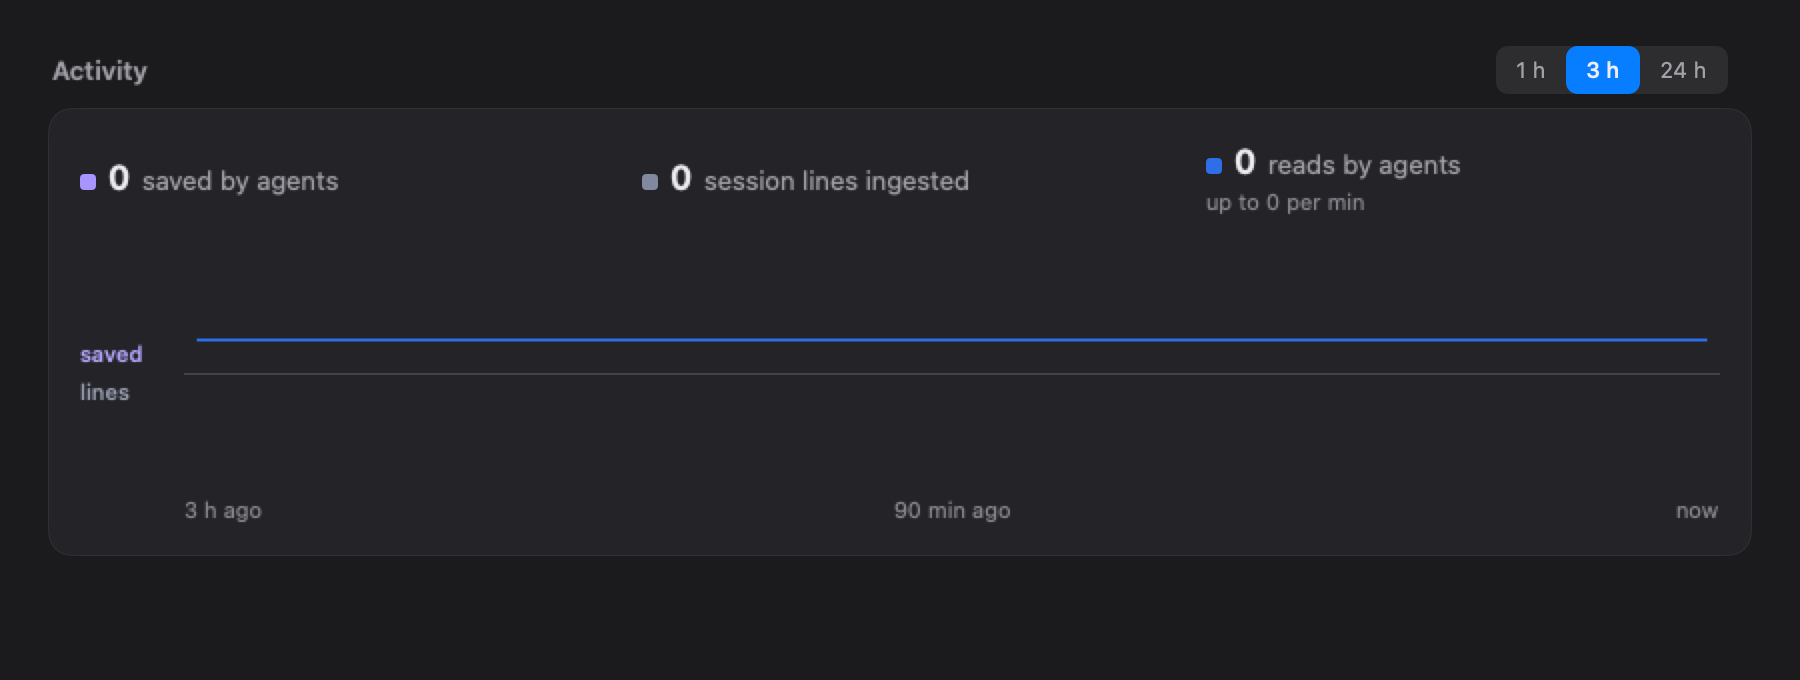 Activity
1 h 3 h 24 h
0 saved by agents
0 session lines ingested
0 reads by agents
up to 0 per min
saved
lines
3 h ago 90 min ago now